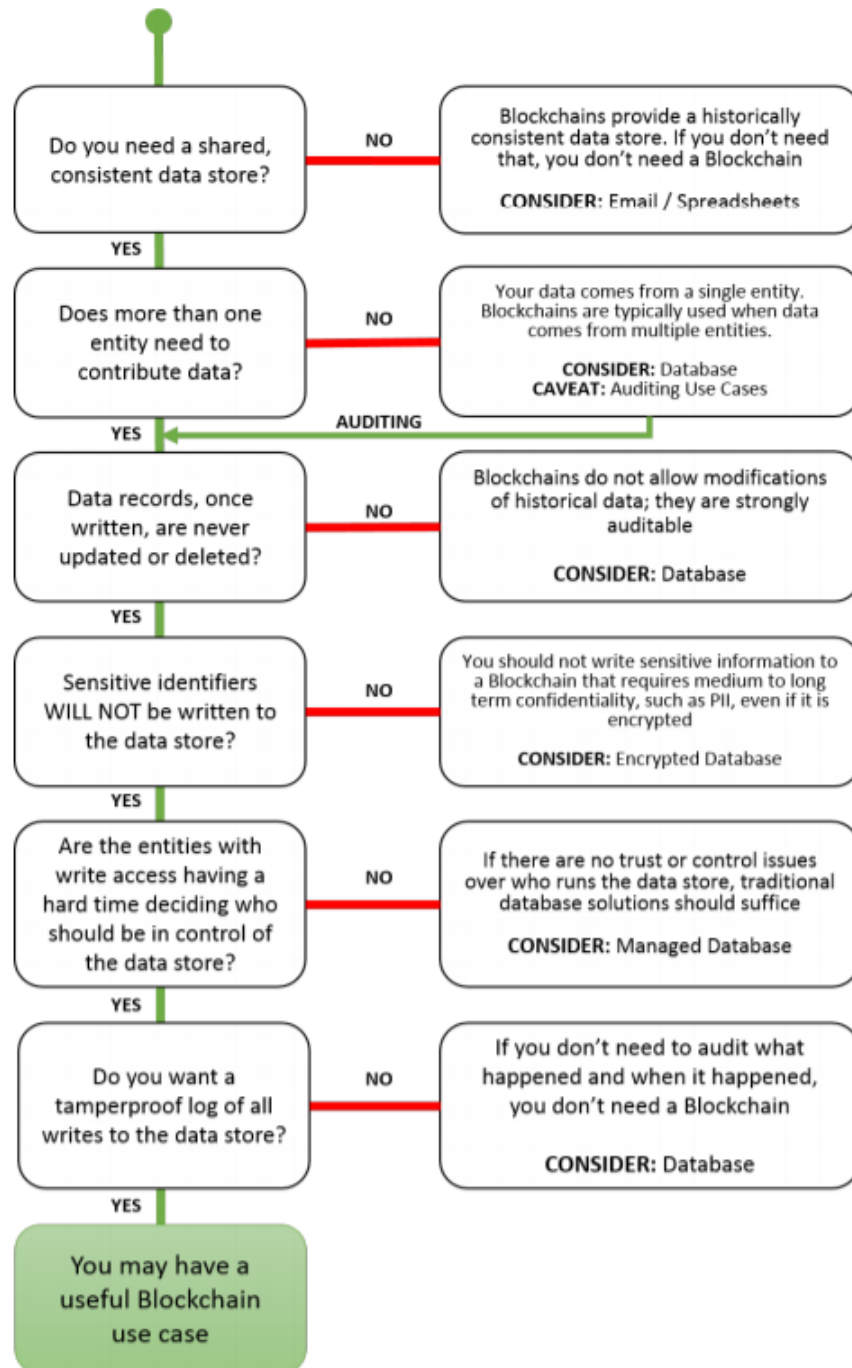 Do you need a shared,
consistent data store?
NO
Blockchains provide a historically
consistent data store. If you don't need
that, you don't need a Blockchain
CONSIDER: Email / Spreadsheets
YES
Does more than one
entity need to
contribute data?
NO
Your data comes from a single entity.
Blockchains are typically used when data
comes from multiple entities.
CONSIDER: Database
CAVEAT: Auditing Use Cases
AUDITING
YES
Data records, once
written, are never
updated or deleted?
NO
Blockchains do not allow modifications
of historical data; they are strongly
auditable
CONSIDER: Database
YES
Sensitive identifiers
WILL NOT be written to
the data store?
NO
You should not write sensitive information to
a Blockchain that requires medium to long
term confidentiality, such as PII, even if it is
encrypted
CONSIDER: Encrypted Database
YES
Are the entities with
write access having a
hard time deciding who
should be in control of
the data store?
NO
If there are no trust or control issues
over who runs the data store, traditional
database solutions should suffice
CONSIDER: Managed Database
YES
Do you want a
tamperproof log of all
writes to the data store?
NO
If you don't need to audit what
happened and when it happened,
you don't need a Blockchain
CONSIDER: Database
YES
You may have a
useful Blockchain
use case